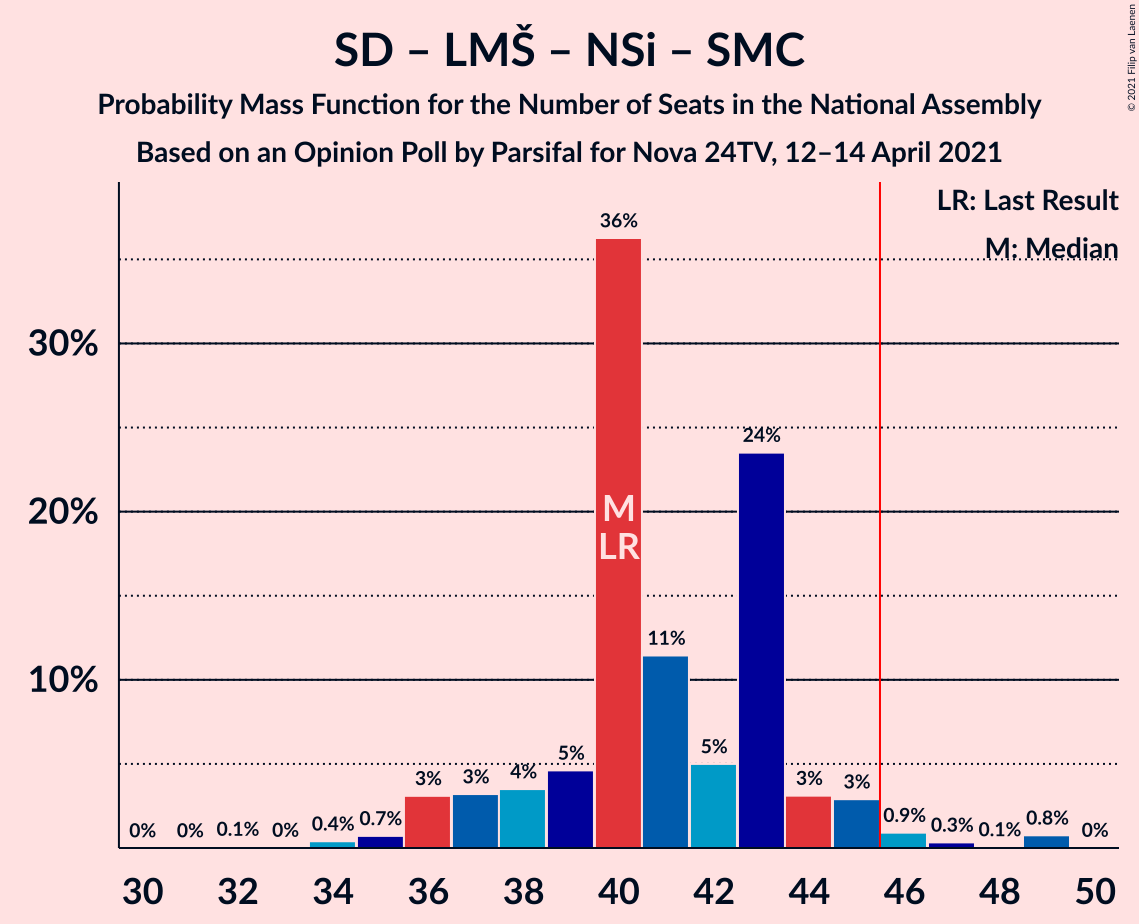 SD – LMŠ – NSi – SMC
Probability Mass Function for the Number of Seats in the National Assembly
Based on an Opinion Poll by Parsifal for Nova 24TV, 12–14 April 2021
© 2021 Filip van Laenen
LR: Last Result
M: Median
30%
20%
10%
0%
0%
0.1%
0%
0.4%
0.7%
3%
3%
4%
5%
36%
11%
5%
24%
3%
3%
0.9%
0.3%
0.1%
0.8%
0%
M
LR
30 32 34 36 38 40 42 44 46 48 50